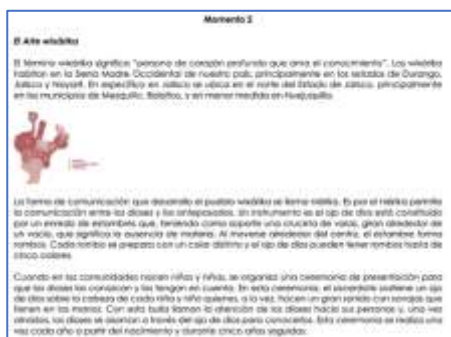 Momento 2
El Arte wixárika
El término wixárika significa "persona de corazón profundo que ama el conocimiento". Los wixárika
habitan en la Sierra Madre Occidental de nuestro país, principalmente en los estados de Durango,
Jalisco y Nayarit. En específico en Jalisco se ubica en el norte del Estado de Jalisco, principalmente
en los municipios de Mezquitic, Bolaños, y en menor medida en Huejuquilla.
La forma de comunicación que desarrolla el pueblo wixárika se llama nierika. Es por el nierika permite
la comunicación entre los dioses y los antepasados. Un instrumento es el ojo de dios está constituido
por un enredo de estambres que, teniendo como soporte una crucita de varas, giran alrededor de
un vacío, que significa la ausencia de materia. Al moverse alrededor del centro, el estambre forma
rombos. Cada rombo se prepara con un color distinto y el ojo de dios pueden tener rombos hasta de
cinco colores.
Cuando en las comunidades nacen niñas y niños, se organiza una ceremonia de presentación para
que los dioses los conozcan y los tengan en cuenta. En esta ceremonia, el sacerdote sostiene un ojo
de dios sobre la cabeza de cada niña y niño quienes, a la vez, hacen un gran sonido con sonajas que
tienen en las manos. Con esta bulla llaman la atención de los dioses hacia sus personas y, una vez
atraídos, los dioses se asoman a través del ojo de dios para conocerlos. Esta ceremonia se realiza una
vez cada año a partir del nacimiento y durante cinco años seguidos.